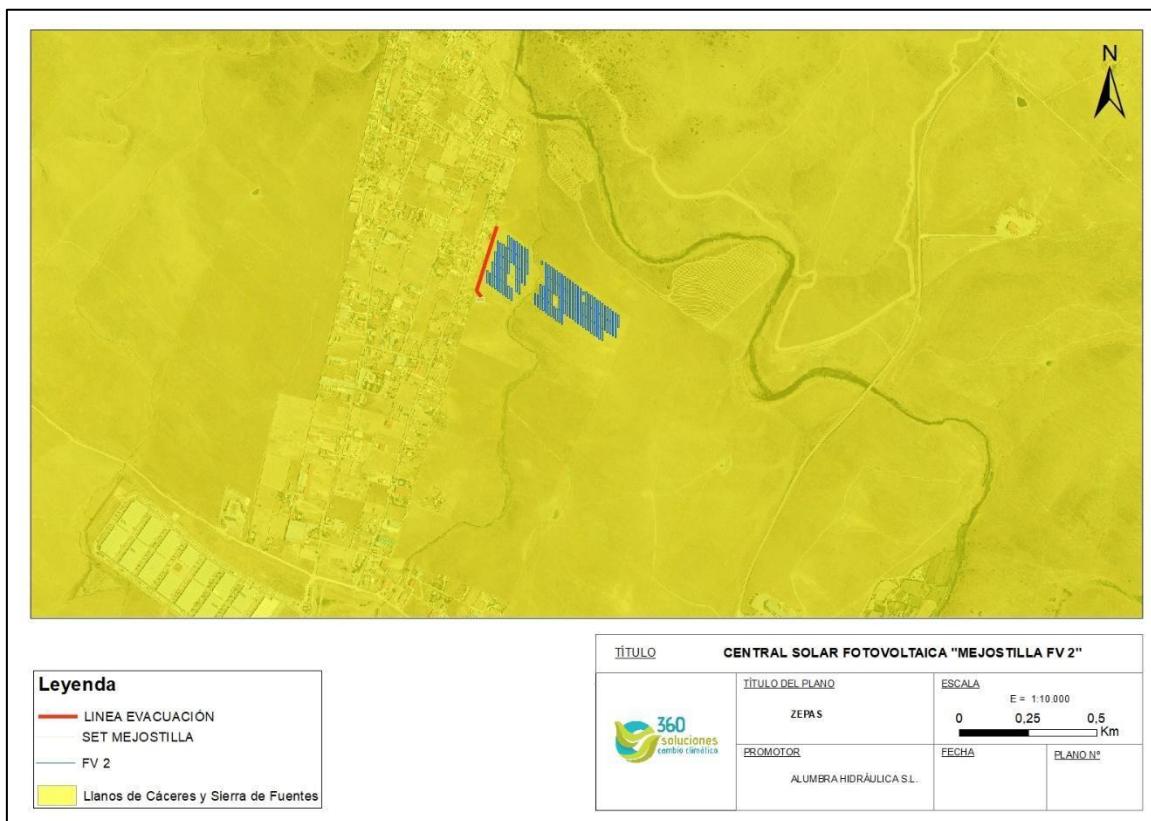 N
Leyenda
LINEA EVACUACIÓN
SET MEJOSTILLA
FV 2
Llanos de Cáceres y Sierra de Fuentes
TÍTULO
CENTRAL SOLAR FOTOVOLTAICA "MEJOSTILLA FV 2"
360
soluciones
cambio climático
TÍTULO DEL PLANO
ZEPAS
ESCALA
E = 1:10.000
0 0,25 0,5
Km
PROMOTOR
ALUMBRA HIDRÁULICA S.L.
FECHA
PLANO Nº